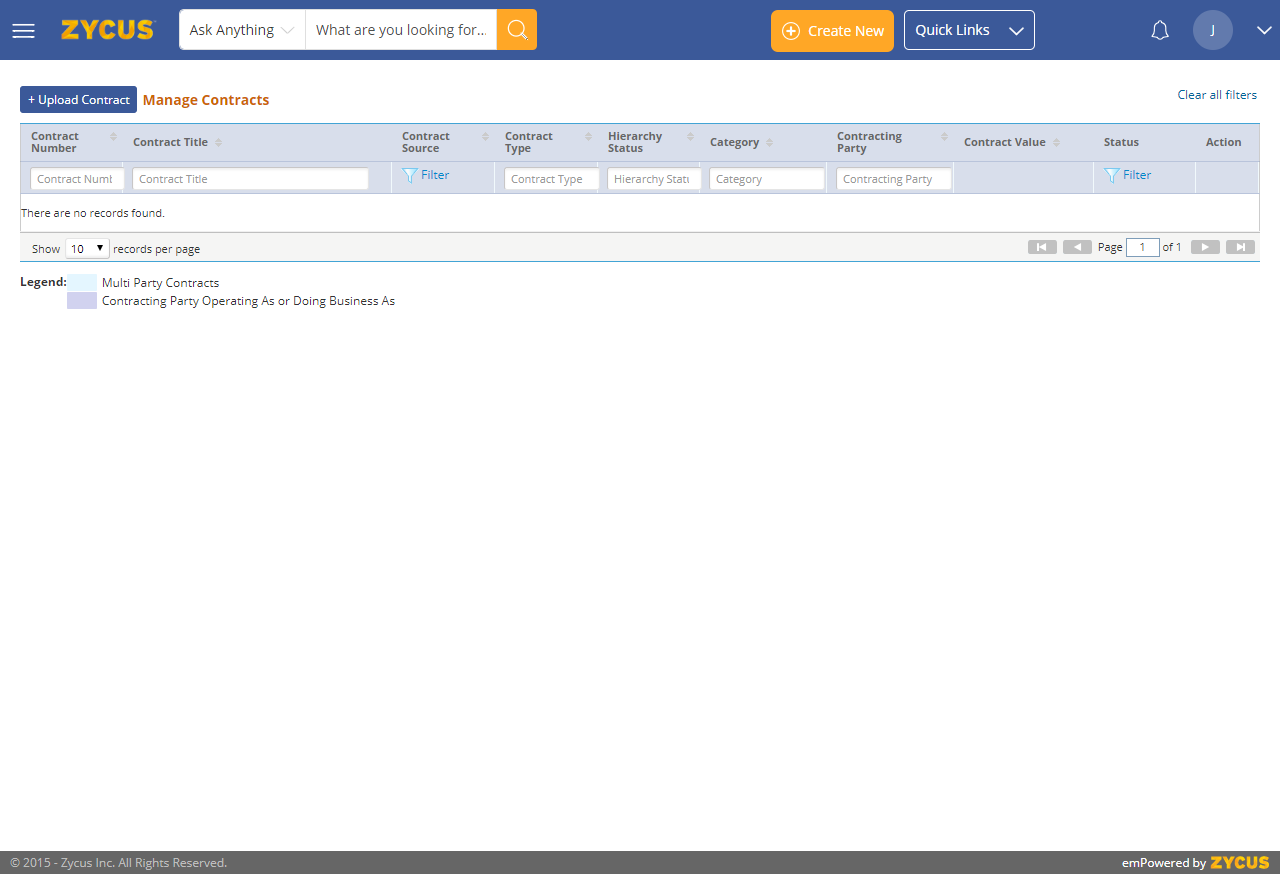 ZYCUS Ask Anything What are you looking for... Create New Quick Links J
+ Upload Contract Manage Contracts Clear all filters
Contract Number Contract Title Contract Source Contract Type Hierarchy Status Category Contracting Party Contract Value Status Action
Contract Numb Contract Title Filter Contract Type Hierarchy Statu Category Contracting Party Filter
There are no records found.
Show 10 records per page Page 1 of 1
Legend: Multi Party Contracts
Contracting Party Operating As or Doing Business As
© 2015 - Zycus Inc. All Rights Reserved. emPowered by ZYCUS